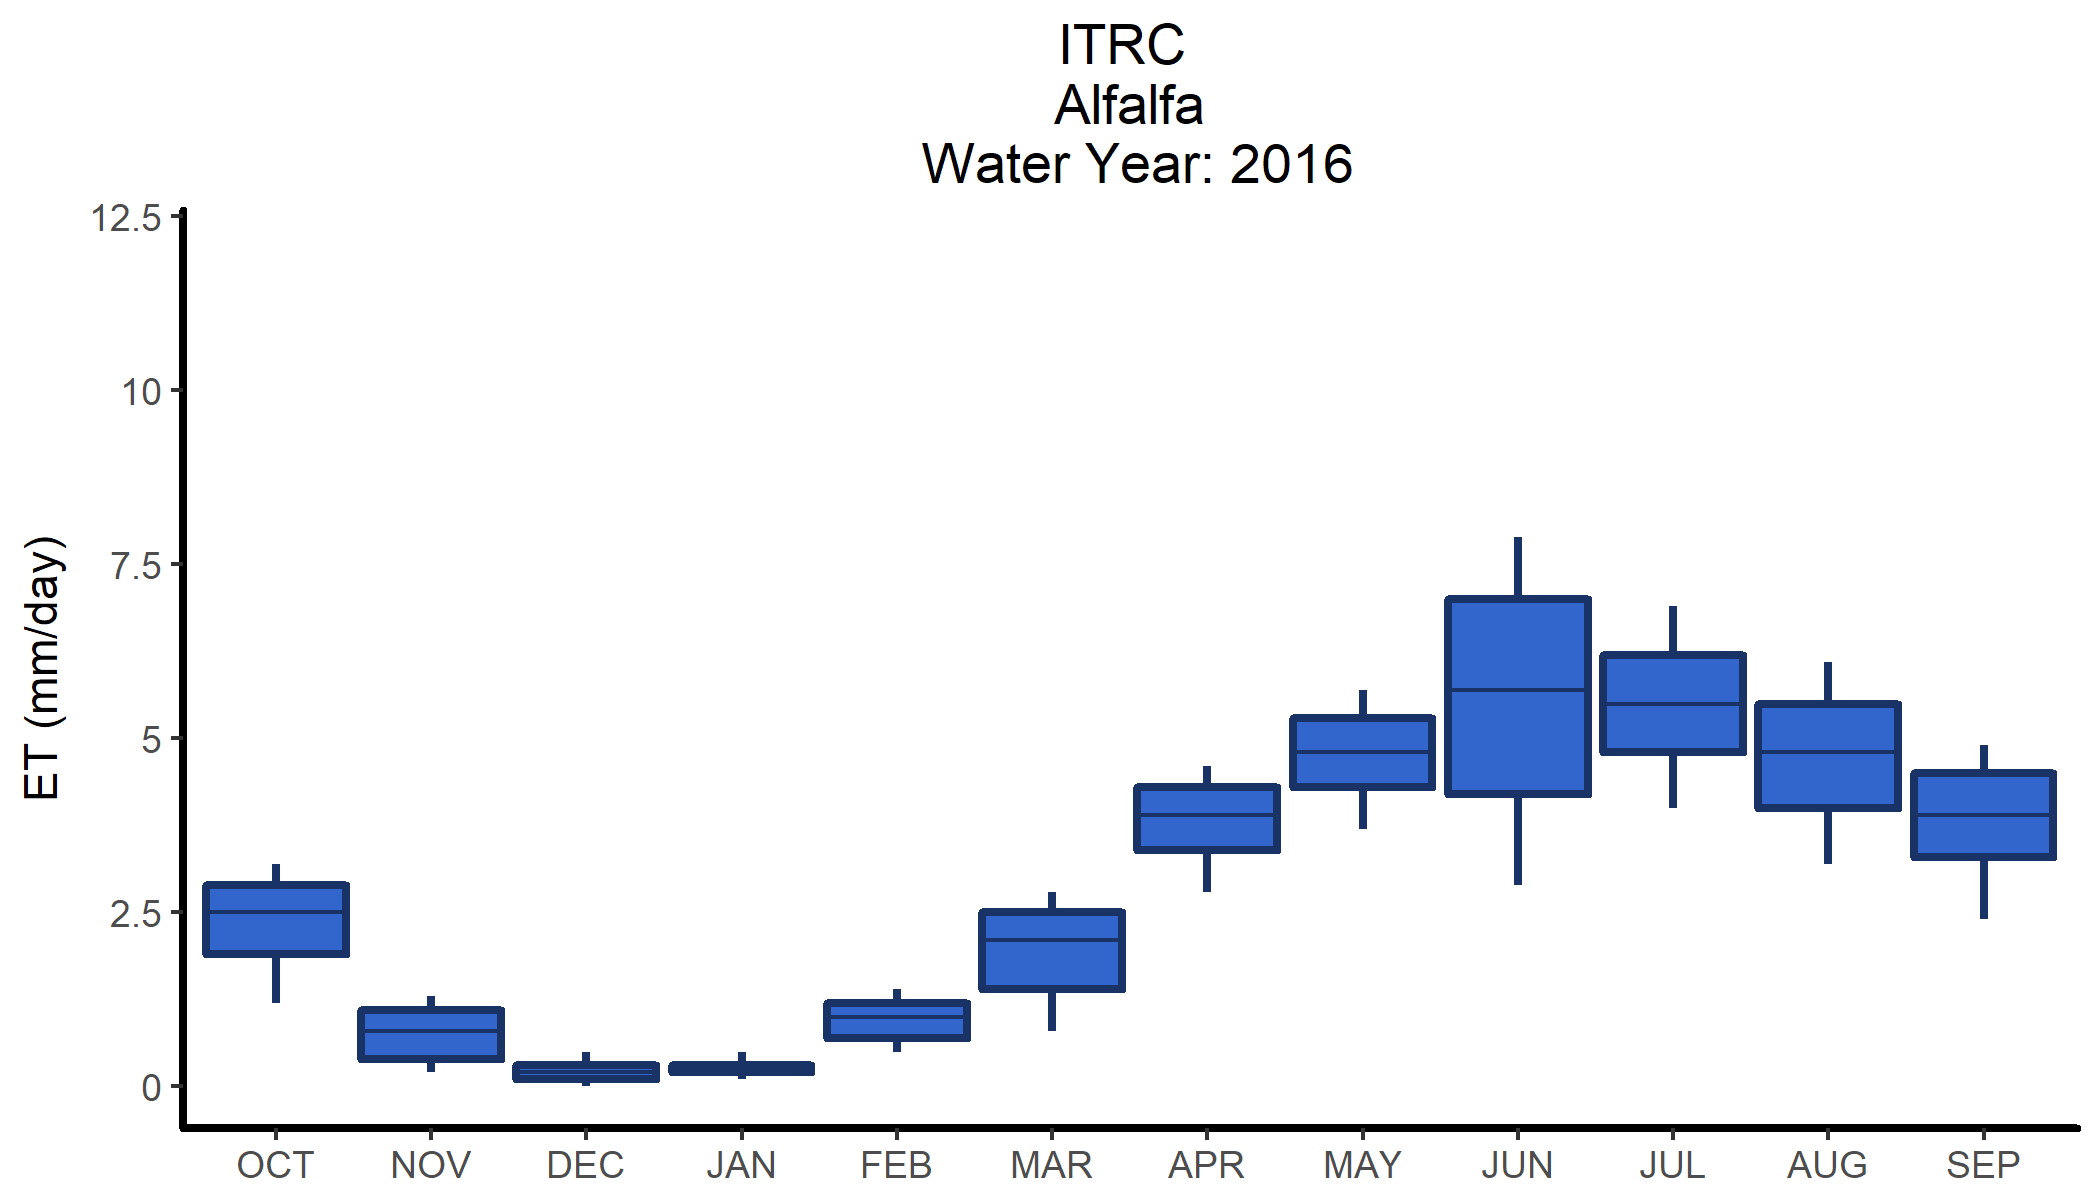 ITRC
Alfalfa
Water Year: 2016
ET (mm/day)
12.5
10
7.5
5
2.5
0
OCT NOV DEC JAN FEB MAR APR MAY JUN JUL AUG SEP